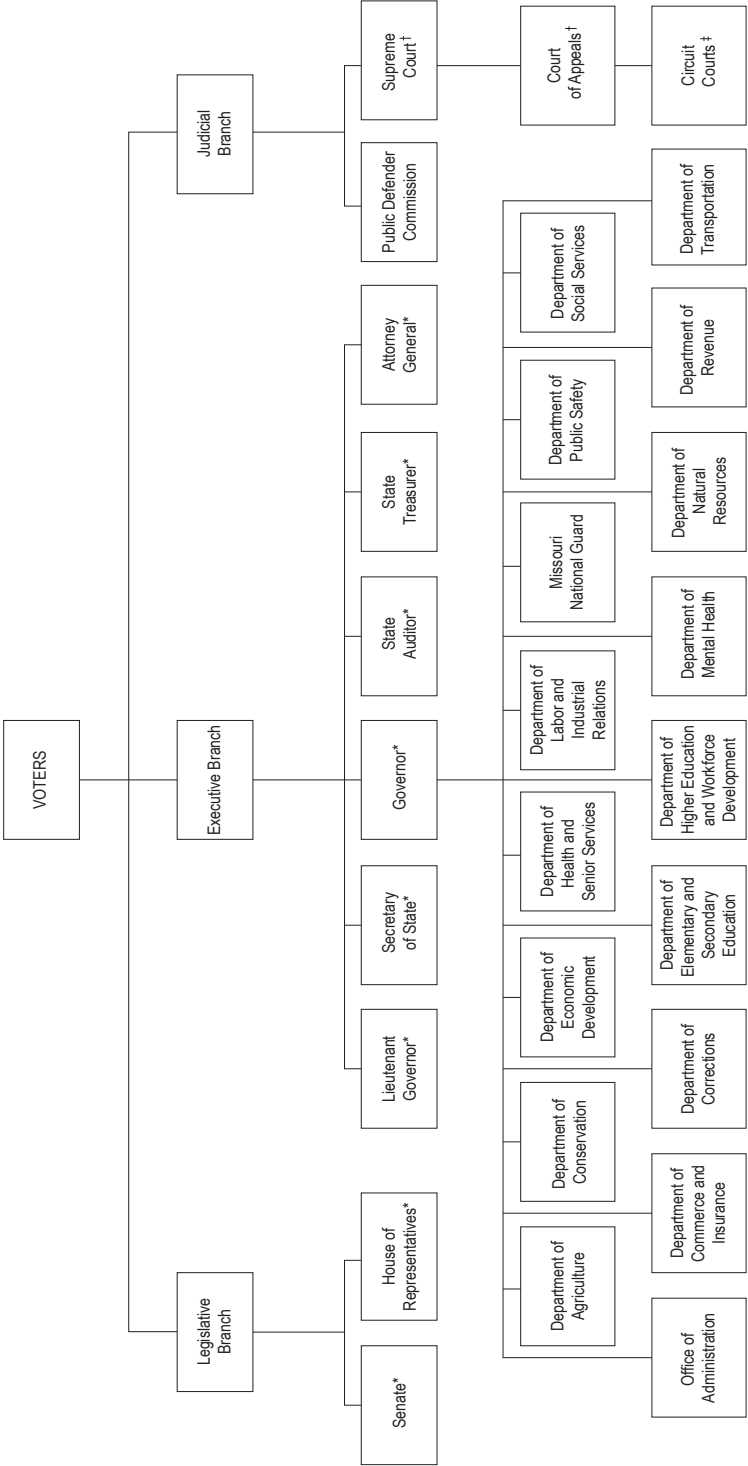 VOTERS
Legislative
Branch
Executive Branch
Judicial
Branch
Senate*
House of
Representatives*
Lieutenant
Governor*
Secretary
of State*
Governor*
State
Auditor*
State
Treasurer*
Attorney
General*
Public Defender
Commission
Supreme
Court†
Court
of Appeals†
Circuit
Courts‡
Department of
Agriculture
Department of
Conservation
Department of
Economic
Development
Department of
Health and
Senior Services
Department of
Labor and
Industrial
Relations
Missouri
National Guard
Department of
Public Safety
Department of
Social Services
Office of
Administration
Department of
Commerce and
Insurance
Department of
Corrections
Department of
Elementary and
Secondary
Education
Department of
Higher Education
and Workforce
Development
Department of
Mental Health
Department of
Natural
Resources
Department of
Revenue
Department of
Transportation